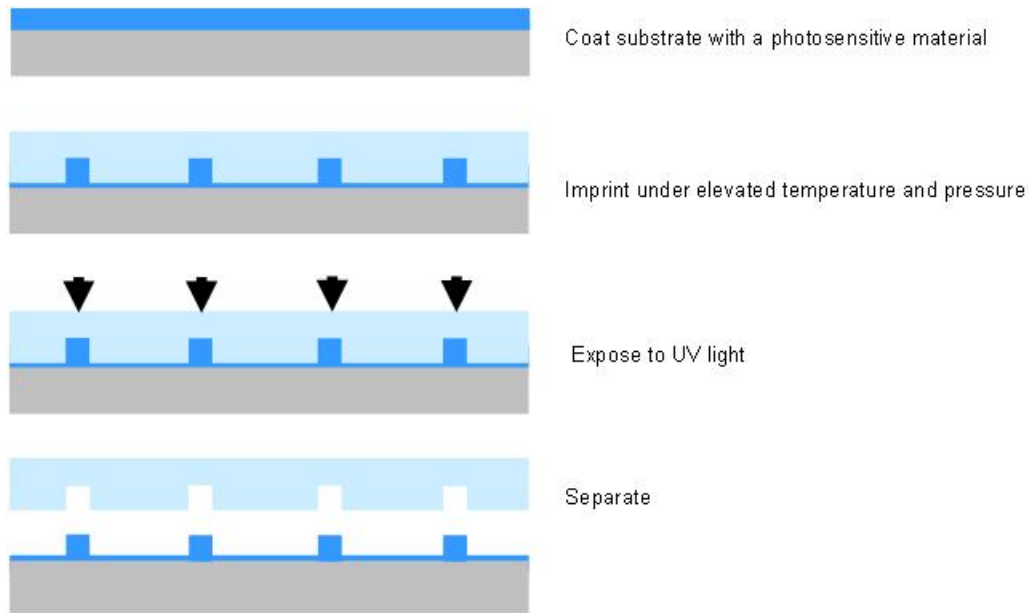 Coat substrate with a photosensitive material
Imprint under elevated temperature and pressure
Expose to UV light
Separate